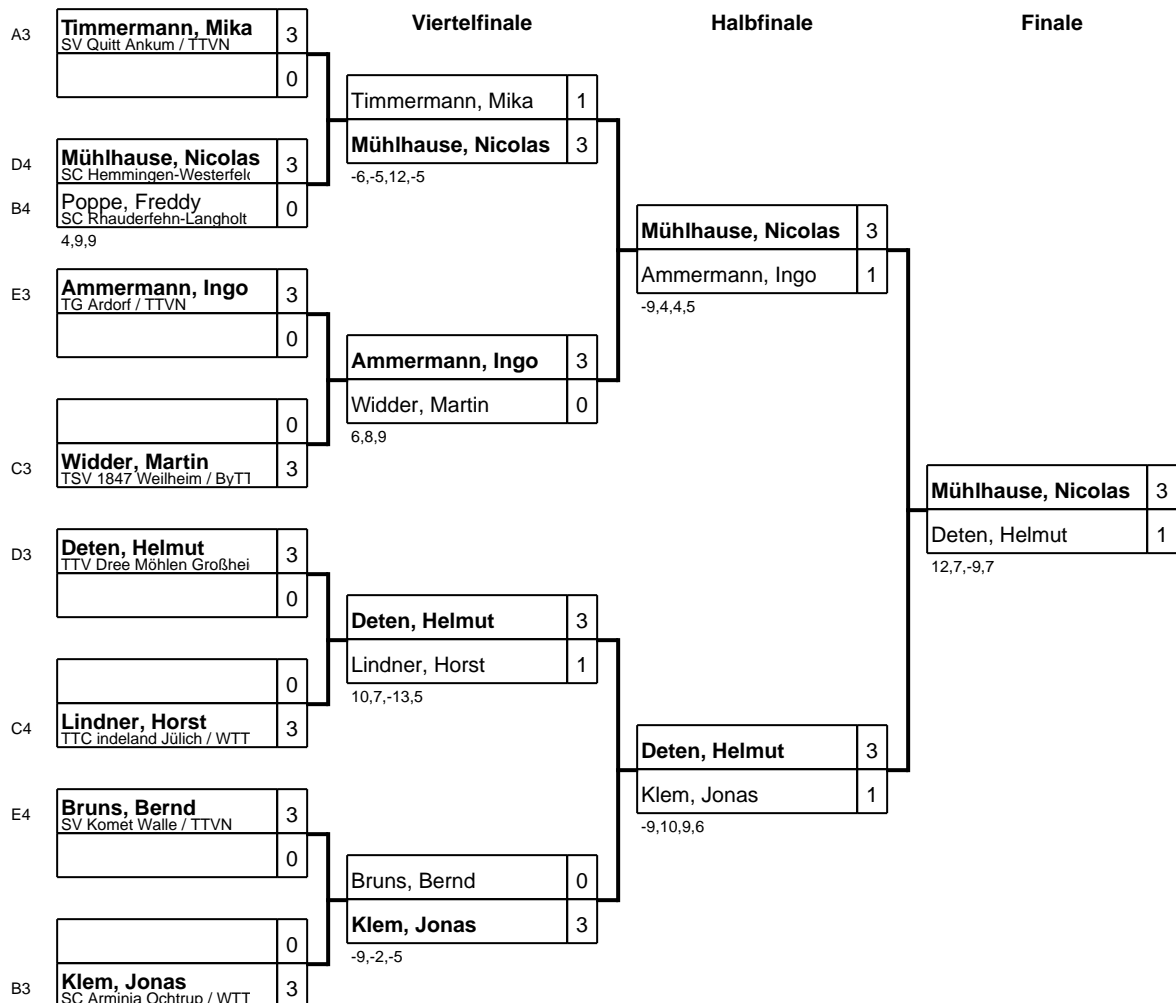 Viertelfinale
Halbfinale
Finale
A3
Timmermann, Mika 3
SV Quitt Ankum / TTVN
0
D4
Mühlhause, Nicolas 3
SC Hemmingen-Westerfel
B4
Poppe, Freddy 0
SC Rhauderfehn-Langholt
4,9,9
E3
Ammermann, Ingo 3
TG Ardorf / TTVN
0
0
C3
Widder, Martin 3
TSV 1847 Weilheim / ByTT
D3
Deten, Helmut 3
TTV Dree Möhlen Großhei
0
0
C4
Lindner, Horst 3
TTC indeland Jülich / WTT
E4
Bruns, Bernd 3
SV Komet Walle / TTVN
0
0
B3
Klem, Jonas 3
SC Arminia Ochtrup / WTT
Timmermann, Mika 1
Mühlhause, Nicolas 3
-6,-5,12,-5
Ammermann, Ingo 3
Widder, Martin 0
6,8,9
Deten, Helmut 3
Lindner, Horst 1
10,7,-13,5
Bruns, Bernd 0
Klem, Jonas 3
-9,-2,-5
Mühlhause, Nicolas 3
Ammermann, Ingo 1
-9,4,4,5
Deten, Helmut 3
Klem, Jonas 1
-9,10,9,6
Mühlhause, Nicolas 3
Deten, Helmut 1
12,7,-9,7